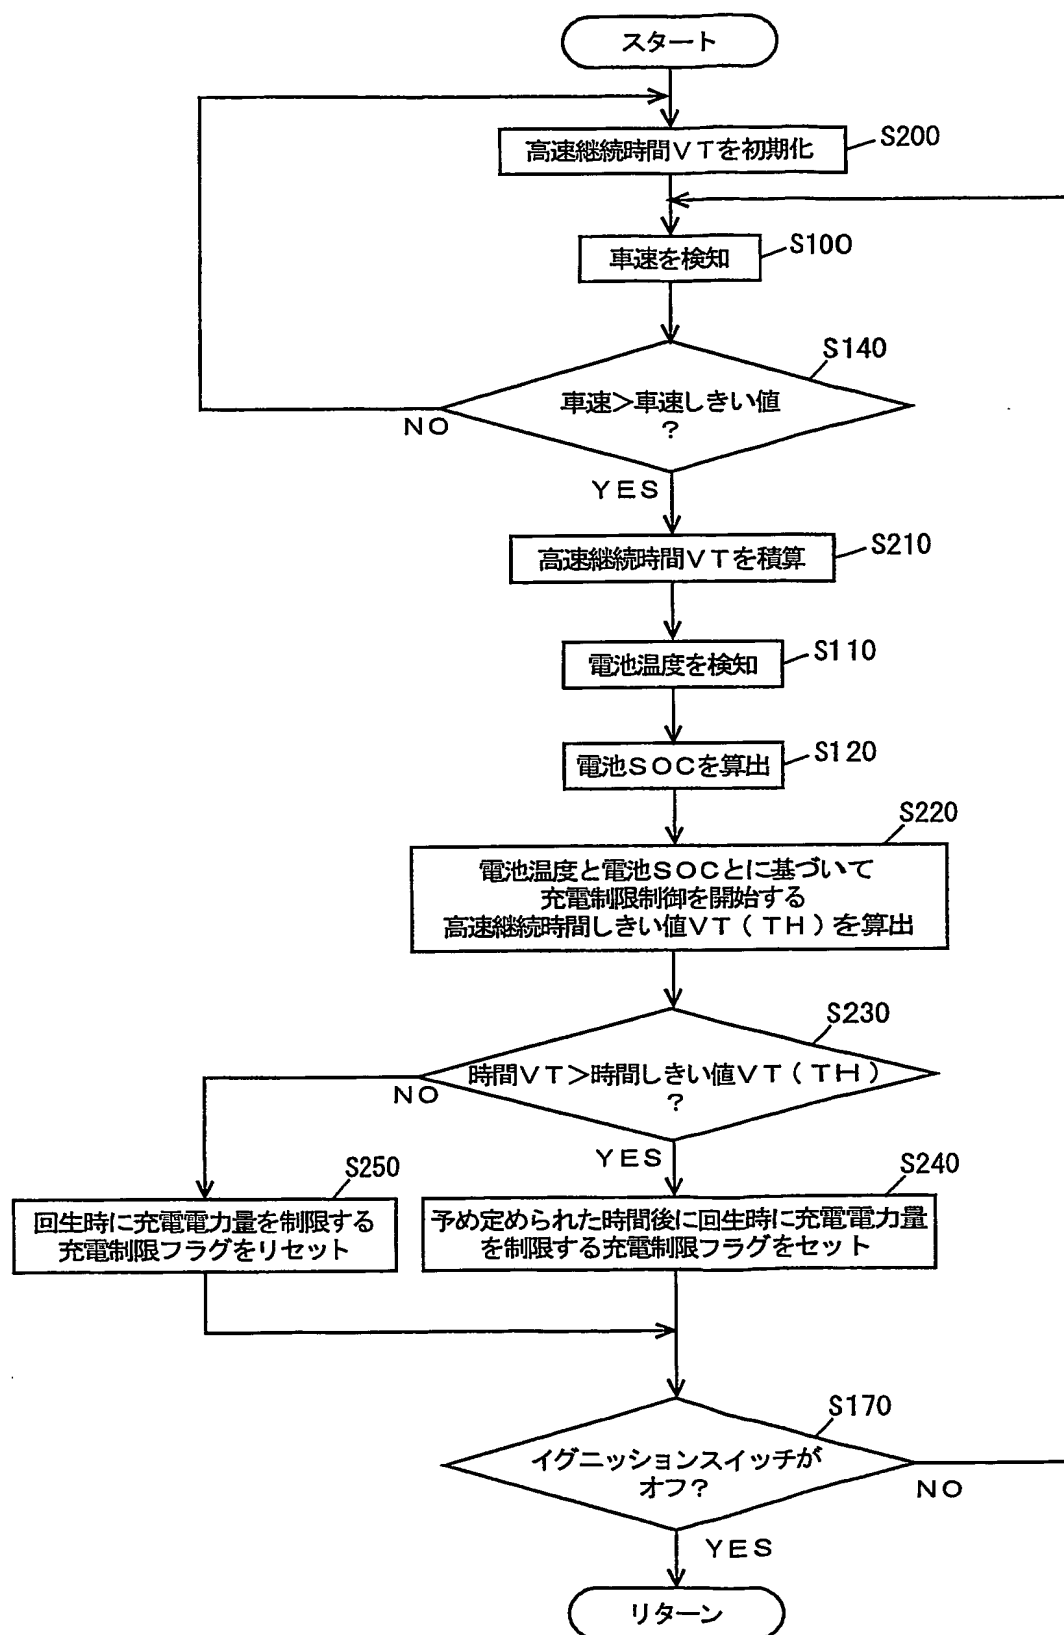 スタート
高速継続時間VTを初期化
S200
車速を検知
S100
S140
車速>車速しきい値
?
NO
YES
高速継続時間VTを積算
S210
電池温度を検知
S110
電池SOCを算出
S120
S220
電池温度と電池SOCとに基づいて
充電制限制御を開始する
高速継続時間しきい値VT(TH)を算出
S230
時間VT>時間しきい値VT(TH)
?
NO
YES
S250
回生時に充電電力量を制限する
充電制限フラグをリセット
S240
予め定められた時間後に回生時に充電電力量
を制限する充電制限フラグをセット
S170
イグニッションスイッチが
オフ?
NO
YES
リターン